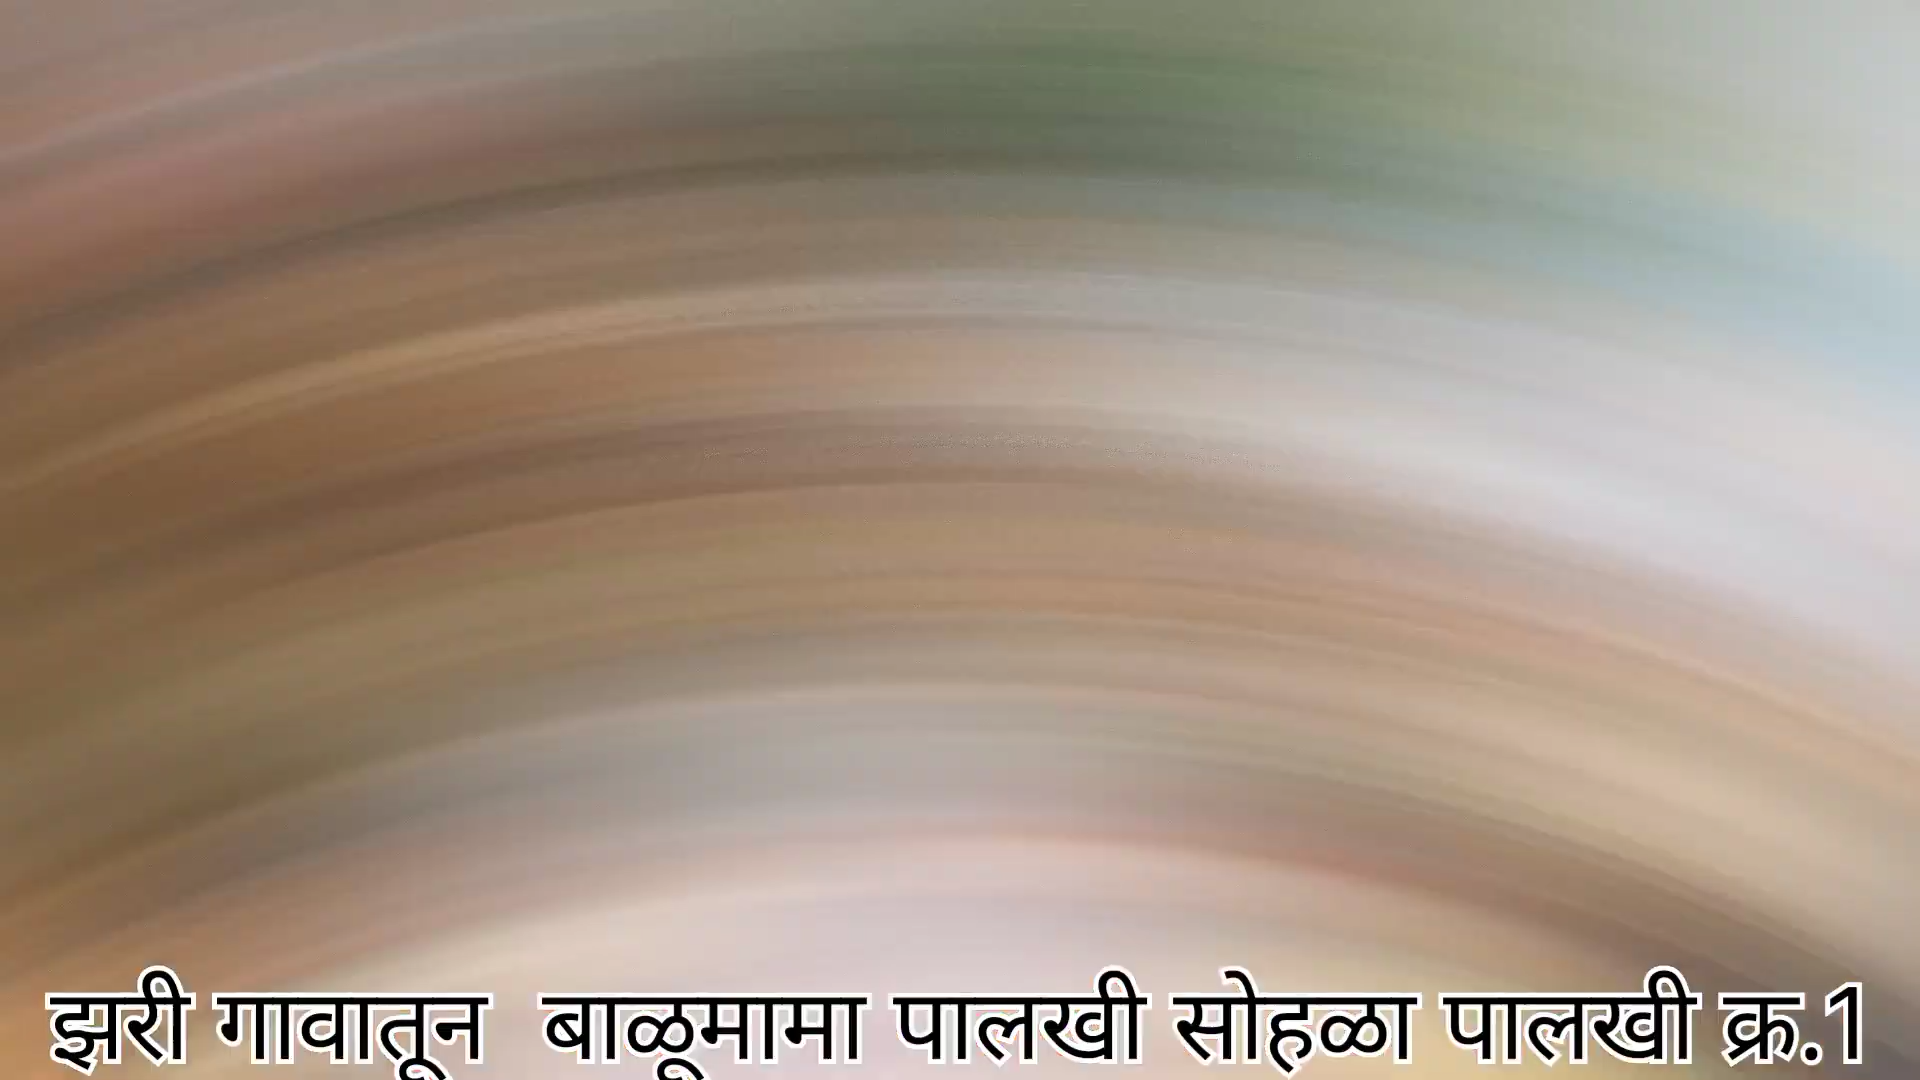 झरी गावातून  बाळूमामा पालखी सोहळा पालखी क्र.1